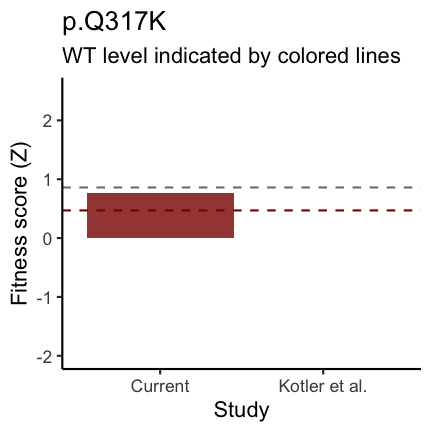 p.Q317K
WT level indicated by colored lines
Fitness score (Z)
2
1
0
-1
-2
Current
Kotler et al.
Study